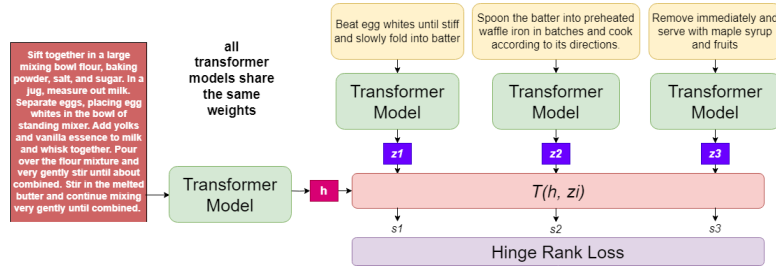 Sift together in a large
mixing bowl flour, baking
powder, salt, and sugar. In a
jug, measure out milk.
Separate eggs, placing egg
whites in the bowl of
standing mixer. Add yolks
and vanilla essence to milk
and whisk together. Pour
over the flour mixture and
very gently stir until about
combined. Stir in the melted
butter and continue mixing
very gently until combined.
all
transformer
models share
the same
weights
Beat egg whites until stiff
and slowly fold into batter
Spoon the batter into preheated
waffle iron in batches and cook
according to its directions.
Remove immediately and
serve with maple syrup
and fruits
Transformer
Model
Transformer
Model
Transformer
Model
z1
z2
z3
Transformer
Model
h
T(h, zi)
s1
s2
s3
Hinge Rank Loss